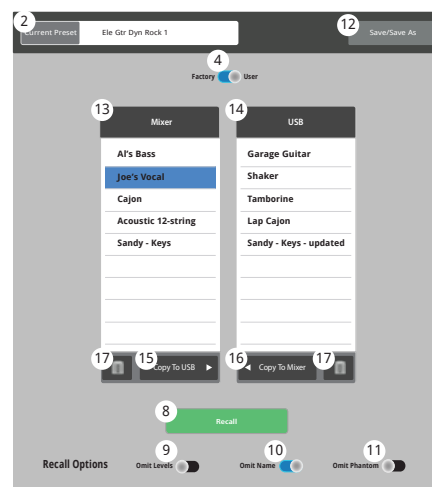 2
12
Current Preset Ele Gtr Dyn Rock 1 Save/Save As
4
Factory User
13 14
Mixer USB
Al's Bass Garage Guitar
Joe's Vocal Shaker
Cajon Tamborine
Acoustic 12-string Lap Cajon
Sandy - Keys Sandy - Keys - updated
17 15 16 17
Copy To USB Copy To Mixer
8
Recall
9 10 11
Recall Options Omit Levels Omit Name Omit Phantom